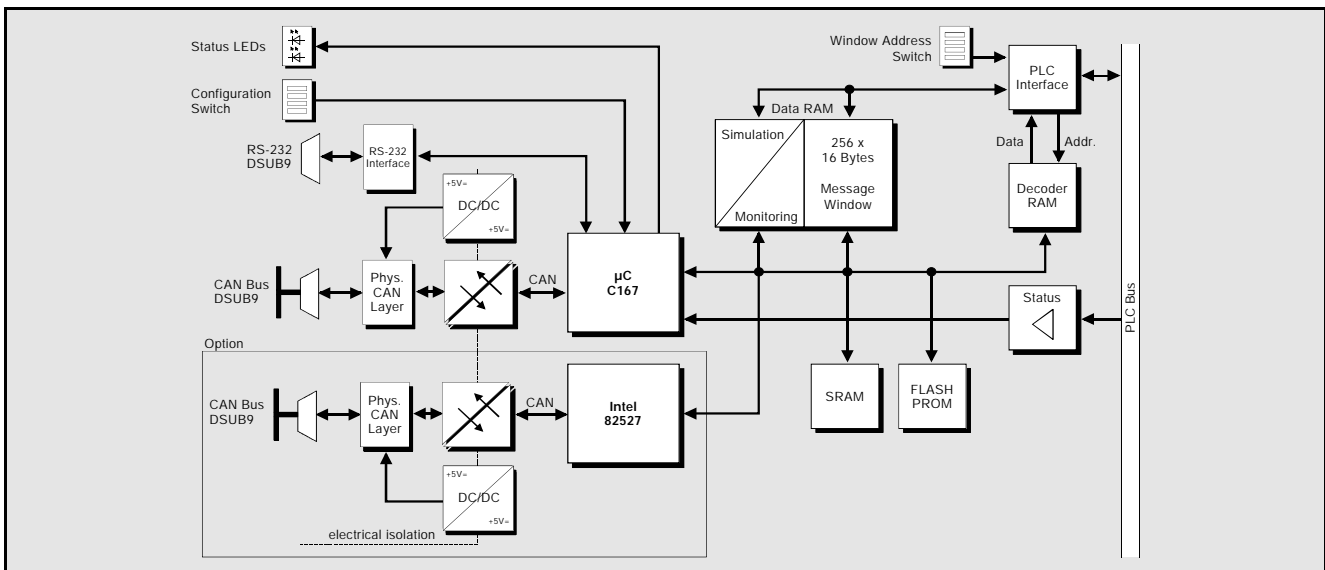 Status LEDs
Configuration
Switch
RS-232
DSUB9
RS-232
Interface
+5V=
DC/DC
+5V=
CAN Bus
DSUB9
Phys.
CAN
Layer
CAN
µC
C167
Window Address
Switch
PLC
Interface
Data RAM
Simulation
Monitoring
256 x
16 Bytes
Message
Window
Data
Addr.
Decoder
RAM
Status
PLC Bus
SRAM
FLASH
PROM
Option
CAN Bus
DSUB9
Phys.
CAN
Layer
CAN
Intel
82527
+5V=
DC/DC
+5V=
electrical isolation